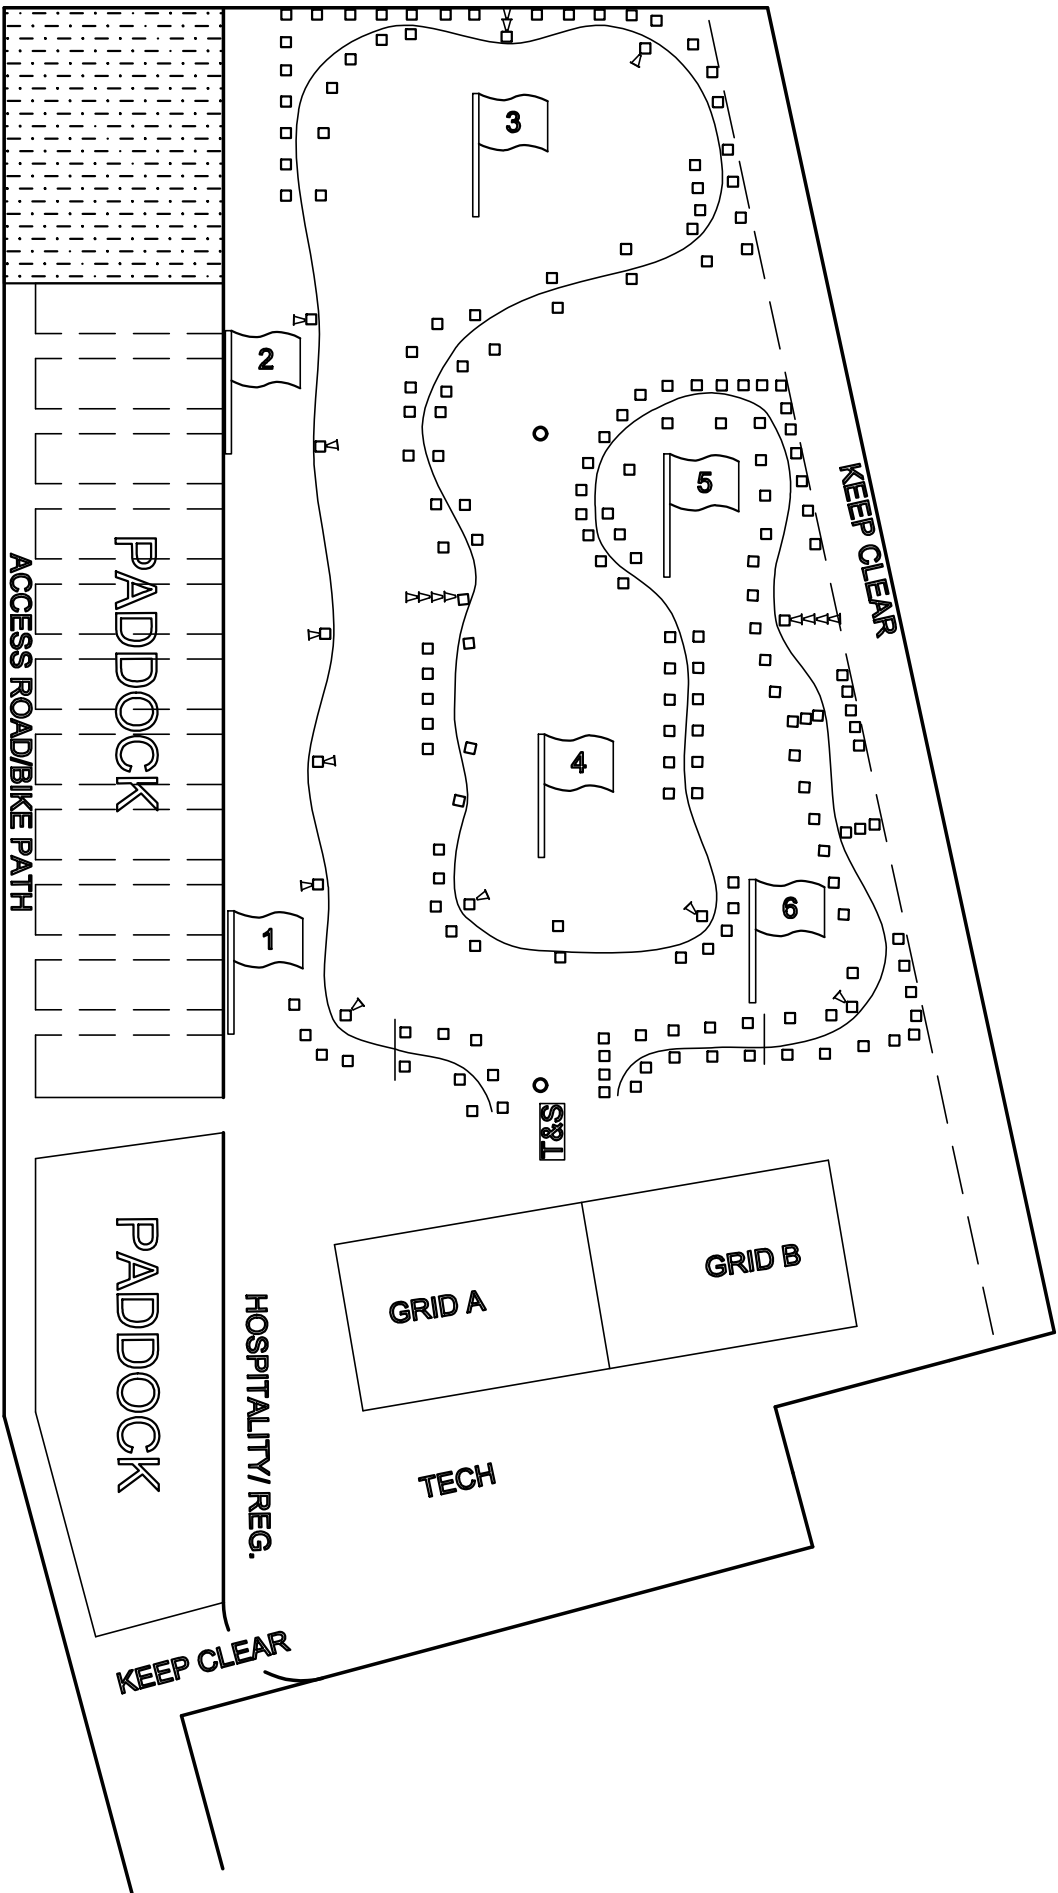 3
2
5
KEEP CLEAR
PADDOCK
ACCESS ROAD/BIKE PATH
4
6
1
S&T
GRID B
GRID A
PADDOCK
HOSPITALITY/ REG.
TECH
KEEP CLEAR